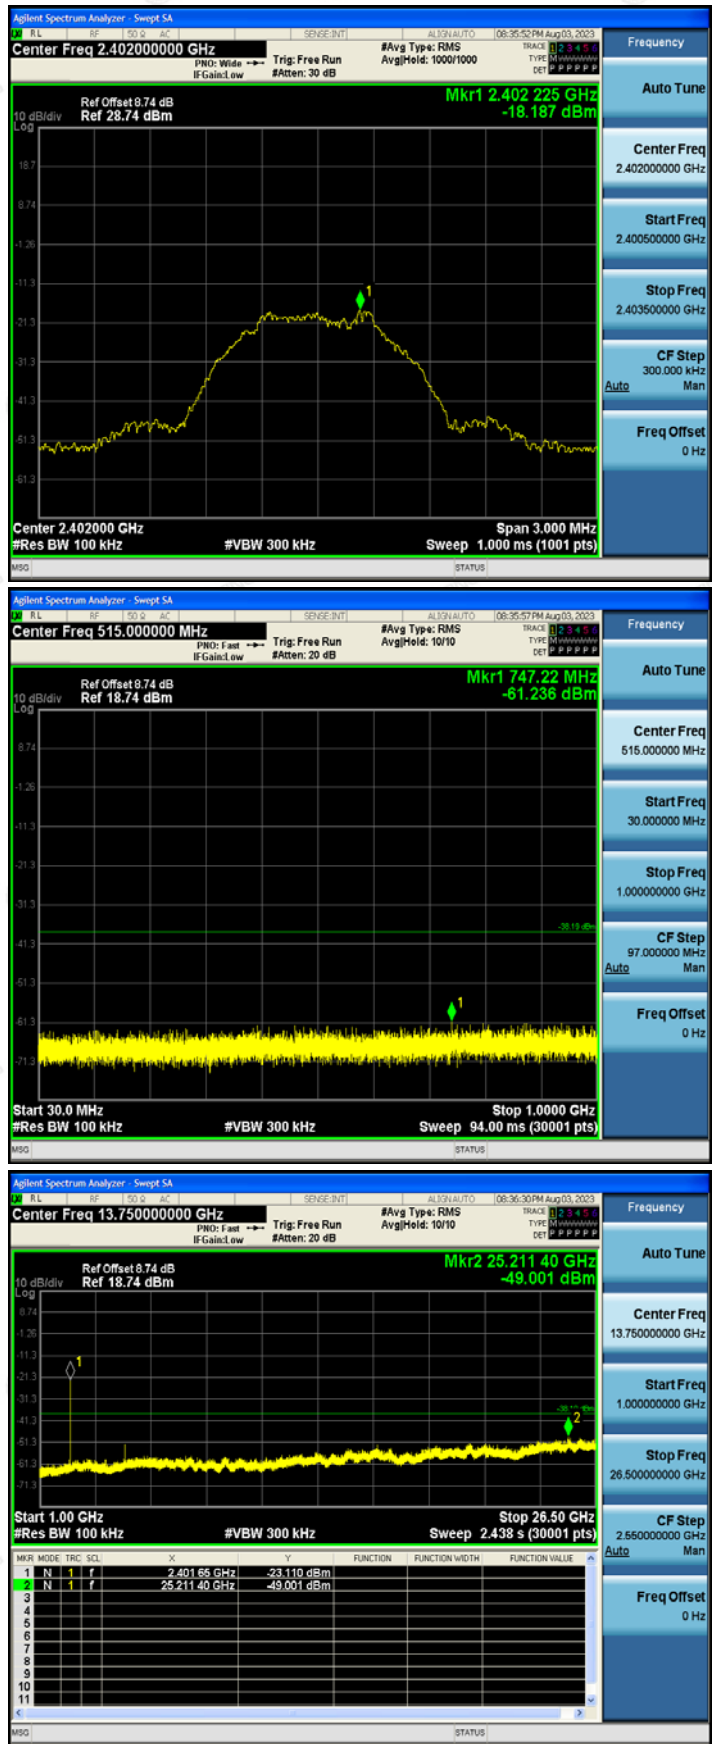 Agilent Spectrum Analyzer - Swept SA
RL RF 50 Ω AC SENSE:INT ALIGNAUTO 08:35:52 PM Aug 03, 2023
Center Freq 2.402000000 GHz
PNO: Wide Trig: Free Run #Avg Type: RMS TRACE 1 2 3 4 5 6
IFGain:Low #Atten: 30 dB Avg|Hold: 1000/1000 TYPE M
DET P P P P P P
Frequency
Mkr1 2.402 225 GHz
-18.187 dBm
Ref Offset 8.74 dB
10 dB/div Ref 28.74 dBm
Log
18.7
8.74
-1.26
-11.3
-21.3
-31.3
-41.3
-51.3
-61.3
1
Center 2.402000 GHz Span 3.000 MHz
#Res BW 100 kHz #VBW 300 kHz Sweep 1.000 ms (1001 pts)
MSG STATUS
Auto Tune
Center Freq
2.402000000 GHz
Start Freq
2.400500000 GHz
Stop Freq
2.403500000 GHz
CF Step
300.000 kHz
Auto Man
Freq Offset
0 Hz
Agilent Spectrum Analyzer - Swept SA
RL RF 50 Ω AC SENSE:INT ALIGNAUTO 08:35:57 PM Aug 03, 2023
Center Freq 515.000000 MHz
PNO: Fast Trig: Free Run #Avg Type: RMS TRACE 1 2 3 4 5 6
IFGain:Low #Atten: 20 dB Avg|Hold: 10/10 TYPE M
DET P P P P P P
Frequency
Mkr1 747.22 MHz
-61.236 dBm
Ref Offset 8.74 dB
10 dB/div Ref 18.74 dBm
Log
8.74
-1.26
-11.3
-21.3
-31.3
-41.3
-51.3
-61.3
-71.3
-38.19 dBm
1
Start 30.0 MHz Stop 1.0000 GHz
#Res BW 100 kHz #VBW 300 kHz Sweep 94.00 ms (30001 pts)
MSG STATUS
Auto Tune
Center Freq
515.000000 MHz
Start Freq
30.000000 MHz
Stop Freq
1.000000000 GHz
CF Step
97.000000 MHz
Auto Man
Freq Offset
0 Hz
Agilent Spectrum Analyzer - Swept SA
RL RF 50 Ω AC SENSE:INT ALIGNAUTO 08:36:30 PM Aug 03, 2023
Center Freq 13.750000000 GHz
PNO: Fast Trig: Free Run #Avg Type: RMS TRACE 1 2 3 4 5 6
IFGain:Low #Atten: 20 dB Avg|Hold: 10/10 TYPE M
DET P P P P P P
Frequency
Mkr2 25.211 40 GHz
-49.001 dBm
Ref Offset 8.74 dB
10 dB/div Ref 18.74 dBm
Log
8.74
-1.26
-11.3
-21.3
-31.3
-41.3
-51.3
-61.3
-71.3
1
2
Start 1.00 GHz Stop 26.50 GHz
#Res BW 100 kHz #VBW 300 kHz Sweep 2.438 s (30001 pts)
MKR MODE TRC SCL X Y FUNCTION FUNCTION WIDTH FUNCTION VALUE
1 N 1 f 2.401 65 GHz -23.110 dBm
2 N 1 f 25.211 40 GHz -49.001 dBm
3
4
5
6
7
8
9
10
11
MSG STATUS
Auto Tune
Center Freq
13.750000000 GHz
Start Freq
1.000000000 GHz
Stop Freq
26.500000000 GHz
CF Step
2.550000000 GHz
Auto Man
Freq Offset
0 Hz